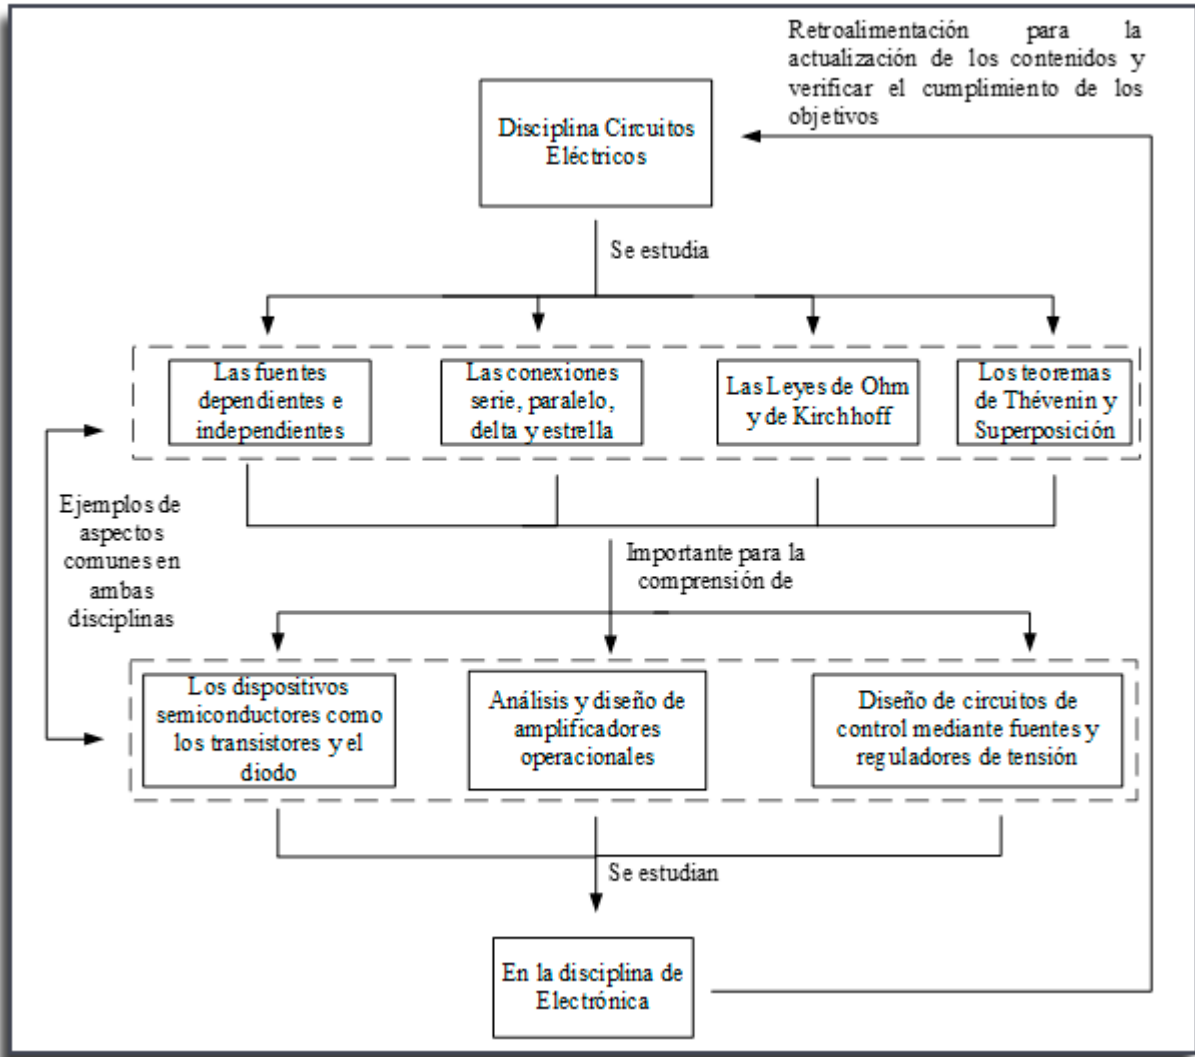 Retroalimentación para la
actualización de los contenidos y
verificar el cumplimiento de los
objetivos
Disciplina Circuitos
Eléctricos
Se estudia
Las fuentes
dependientes e
independientes
Las conexiones
serie, paralelo,
delta y estrella
Las Leyes de Ohm
y de Kirchhoff
Los teoremas
de Thévenin y
Superposición
Ejemplos de
aspectos
comunes en
ambas
disciplinas
Importante para la
comprensión de
Los dispositivos
semiconductores como
los transistores y el
diodo
Análisis y diseño de
amplificadores
operacionales
Diseño de circuitos de
control mediante fuentes y
reguladores de tensión
Se estudian
En la disciplina de
Electrónica